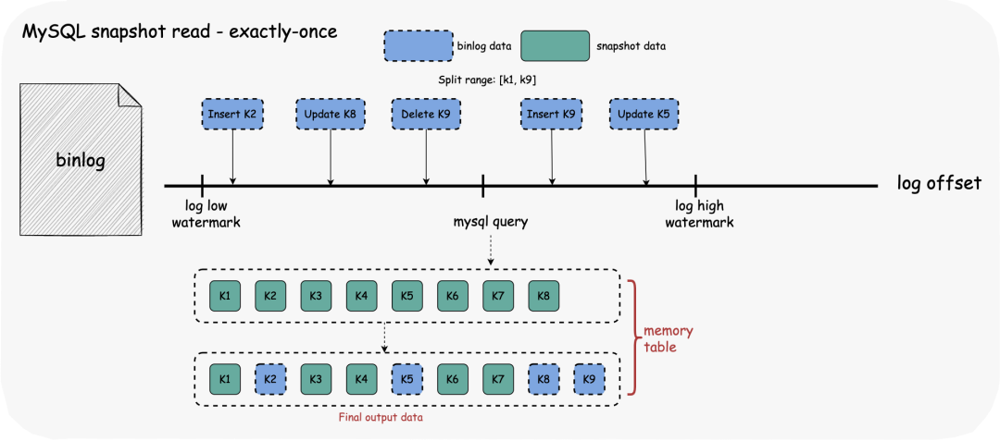 MySQL snapshot read - exactly-once
binlog data
snapshot data
Split range: [k1, k9]
Insert K2
Update K8
Delete K9
Insert K9
Update K5
binlog
log offset
log low
watermark
mysql query
log high
watermark
K1
K2
K3
K4
K5
K6
K7
K8
memory
table
K1
K2
K3
K4
K5
K6
K7
K8
K9
Final output data